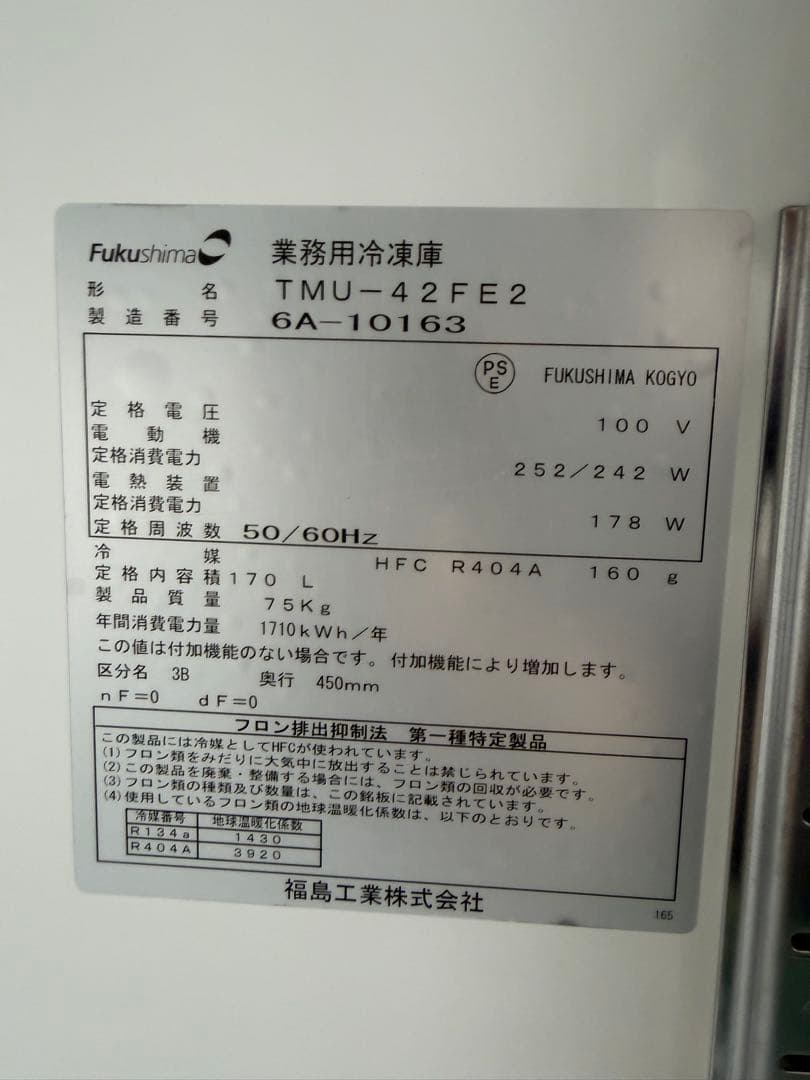 Fukushima 業務用冷凍庫
形名 TMU-42FE2
製造番号 6A-10163
PSE FUKUSHIMA KOGYO
定格電圧 100 V
電動機
定格消費電力 252/242 W
電熱装置
定格消費電力 178 W
定格周波数 50/60Hz
冷媒 HFC R404A 160 g
定格内容積 170 L
製品質量 75Kg
年間消費電力量 1710kWh/年
この値は付加機能のない場合です。付加機能により増加します。
区分名 3B 奥行 450mm
nF=0 dF=0
フロン排出抑制法 第一種特定製品
この製品には冷媒としてHFCが使われています。
(1)フロン類をみだりに大気中に放出することは禁じられています。
(2)この製品を廃棄・整備する場合には、フロン類の回収が必要です。
(3)フロン類の種類及び数量は、この銘板に記載されています。
(4)使用しているフロン類の地球温暖化係数は、以下のとおりです。
冷媒番号 地球温暖化係数
R134a 1430
R404A 3920
福島工業株式会社
165